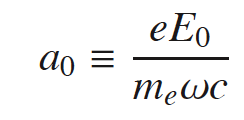 a₀ ≡ eE₀ / mₑωc